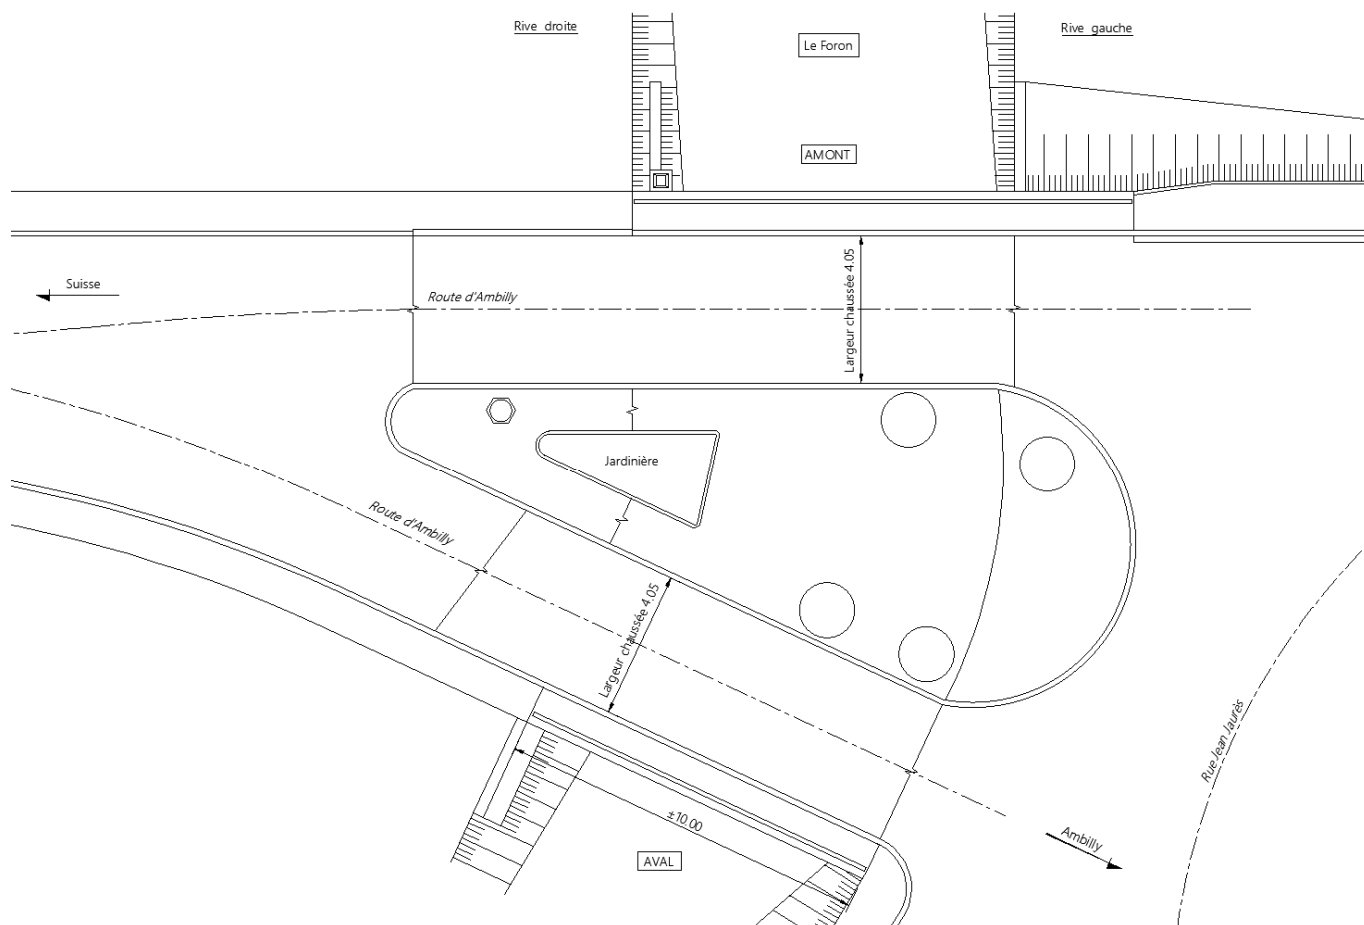 Rive droite
Le Foron
Rive gauche
AMONT
Suisse
Route d'Ambilly
Largeur chaussée 4.05
Jardinière
Route d'Ambilly
Largeur chaussée 4.05
Rue Jean Jaurès
±10.00
Ambilly
AVAL